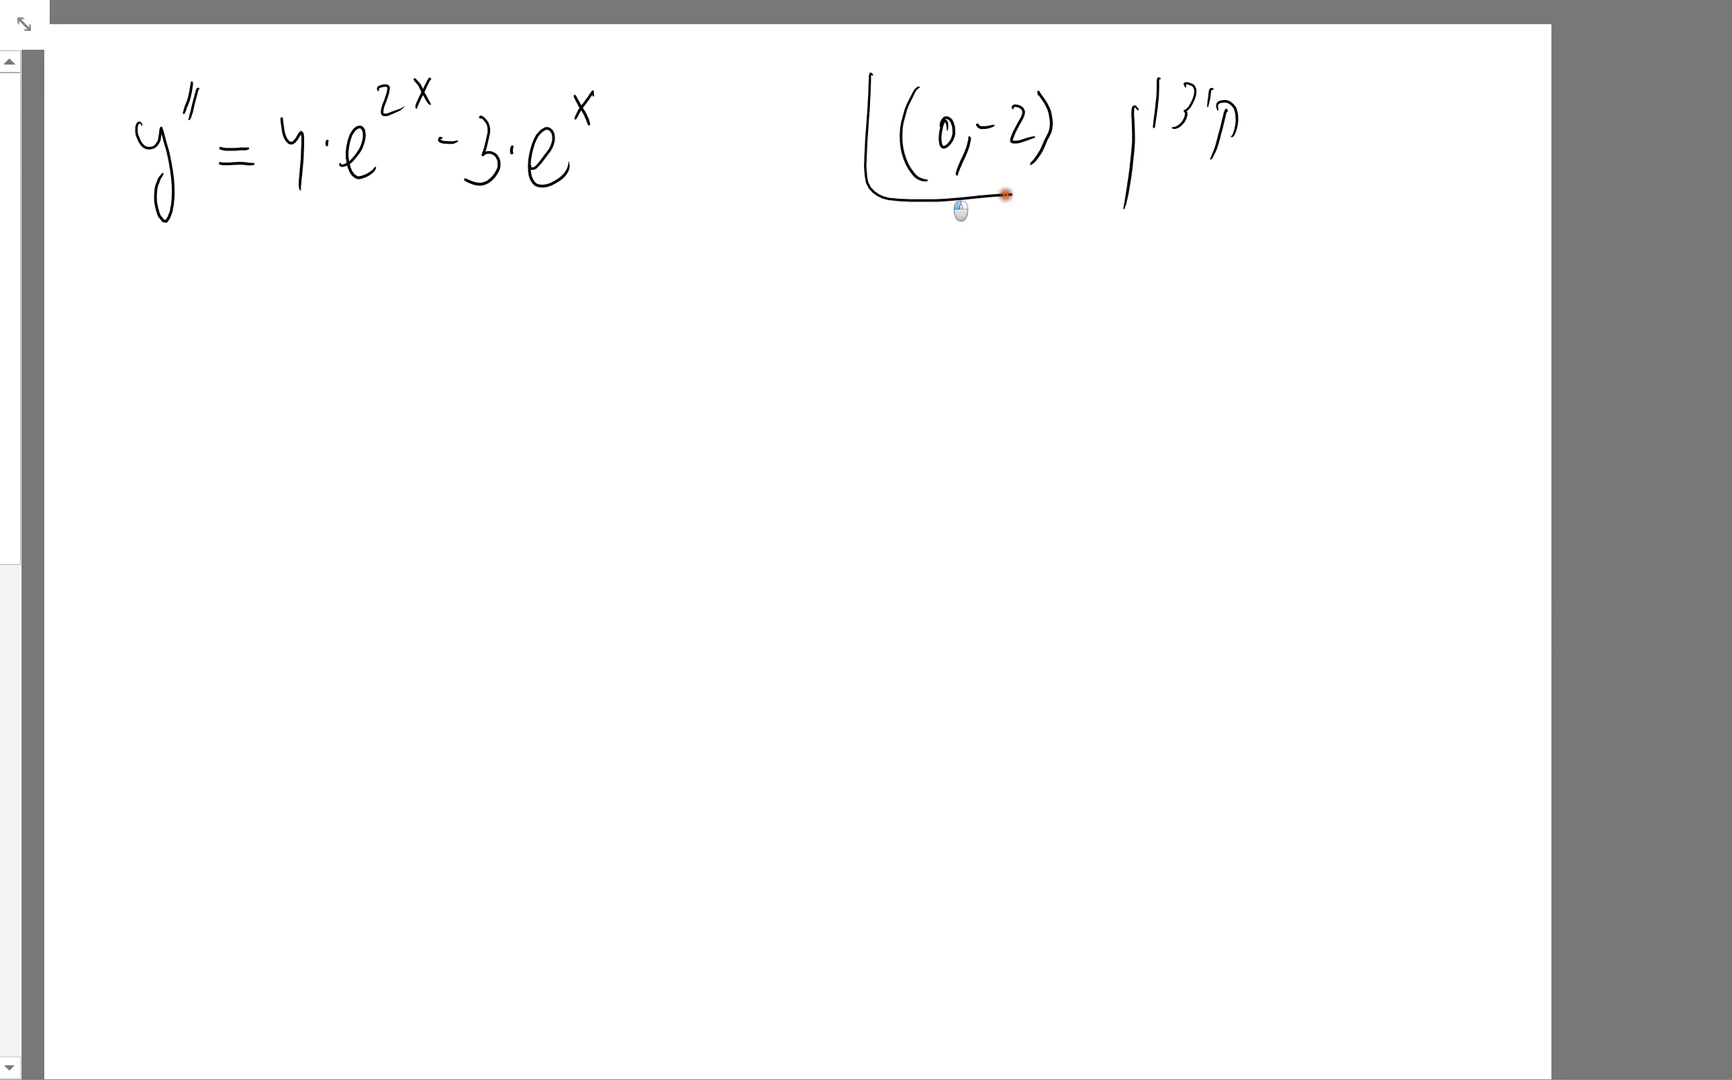 y'' = 4·e^{2x} - 3·e^{x} (0,-2) קיצון